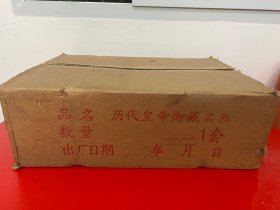 品名 历代皇帝御藏名画
数量 1套
出厂日期 年 月 日